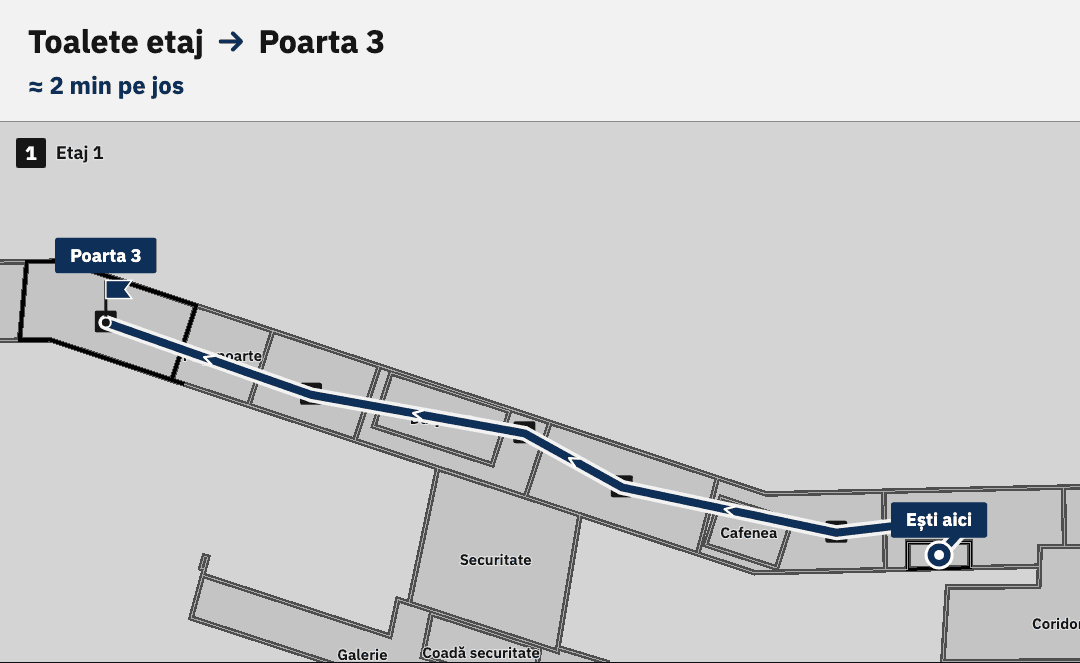 Toalete etaj → Poarta 3
≈ 2 min pe jos
1 Etaj 1
Poarta 3
Ești aici
Cafenea
Securitate
Coridor
Galerie
Coadă securitate